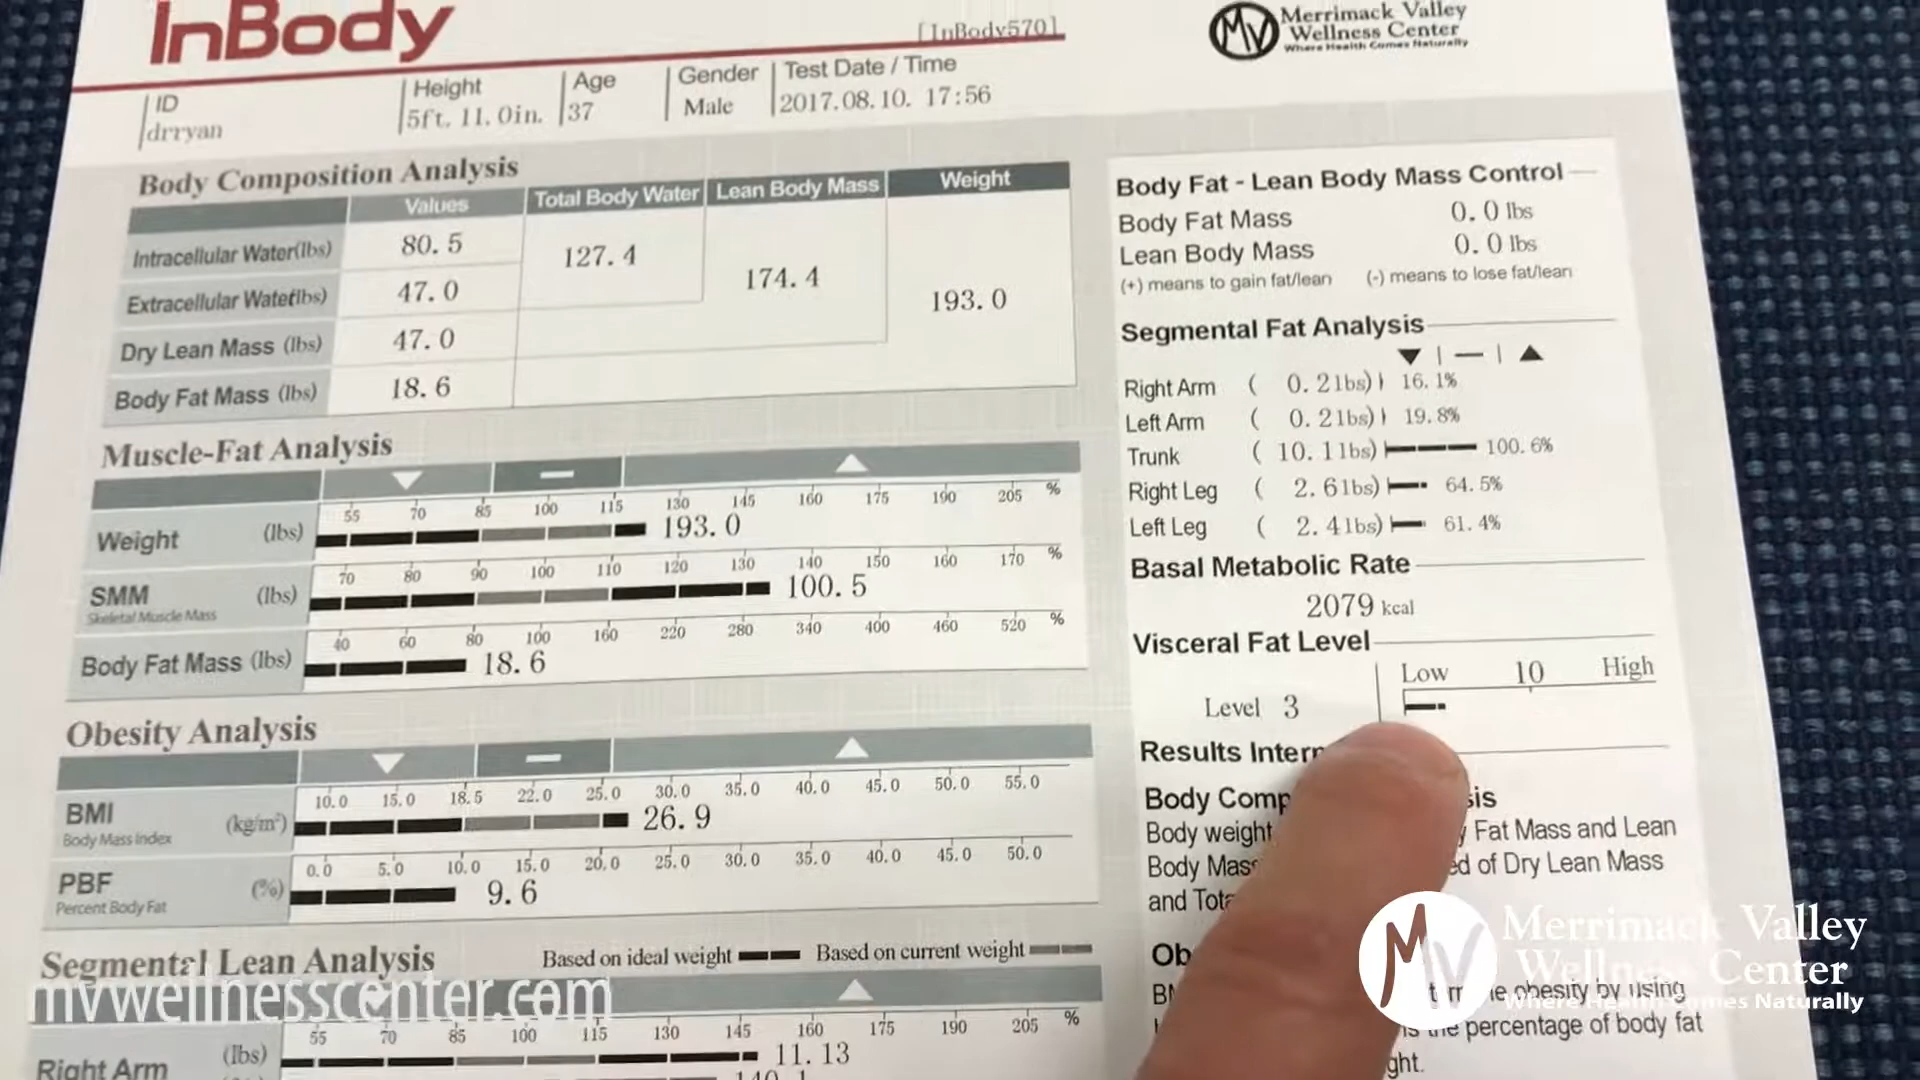 InBody
[InBody570]
Merrimack Valley
Wellness Center
Where Health Comes Naturally
ID
drryan
Height
5ft. 11.0in.
Age
37
Gender
Male
Test Date / Time
2017.08.10. 17:56
Body Composition Analysis
Values Total Body Water Lean Body Mass Weight
Intracellular Water(lbs) 80.5 127.4 174.4 193.0
Extracellular Water(lbs) 47.0
Dry Lean Mass (lbs) 47.0
Body Fat Mass (lbs) 18.6
Muscle-Fat Analysis
55 70 85 100 115 130 145 160 175 190 205 %
Weight (lbs) 193.0
70 80 90 100 110 120 130 140 150 160 170 %
SMM (lbs) 100.5
Skeletal Muscle Mass
40 60 80 100 160 220 280 340 400 460 520 %
Body Fat Mass (lbs) 18.6
Obesity Analysis
10.0 15.0 18.5 22.0 25.0 30.0 35.0 40.0 45.0 50.0 55.0
BMI (kg/m²) 26.9
Body Mass Index
0.0 5.0 10.0 15.0 20.0 25.0 30.0 35.0 40.0 45.0 50.0
PBF (%) 9.6
Percent Body Fat
Segmental Lean Analysis Based on ideal weight Based on current weight
55 70 85 100 115 130 145 160 175 190 205 %
Right Arm (lbs) 11.13
140.1
Body Fat - Lean Body Mass Control
Body Fat Mass 0.0 lbs
Lean Body Mass 0.0 lbs
(+) means to gain fat/lean (-) means to lose fat/lean
Segmental Fat Analysis
Right Arm ( 0.2lbs) 16.1%
Left Arm ( 0.2lbs) 19.8%
Trunk ( 10.1lbs) 100.6%
Right Leg ( 2.6lbs) 64.5%
Left Leg ( 2.4lbs) 61.4%
Basal Metabolic Rate
2079 kcal
Visceral Fat Level
Low 10 High
Level 3
Results
Body
Body weight Fat Mass and Lean
Body of Dry Lean Mass
and
obesity by using
the percentage of body fat
mvwellnesscenter.com
MV
Merrimack Valley
Wellness Center
Where Health Comes Naturally